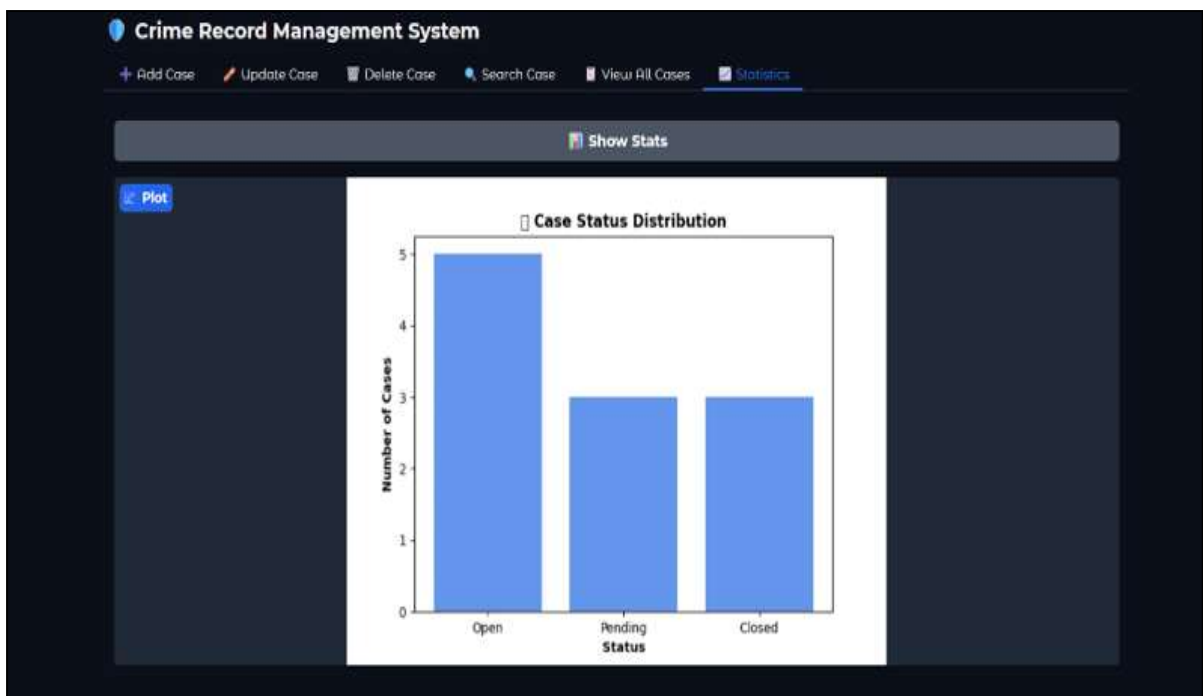 Crime Record Management System
Add Case Update Case Delete Case Search Case View All Cases Statistics
Show Stats
Plot
Case Status Distribution
5
4
3
2
1
0
Number of Cases
Open Pending Closed
Status